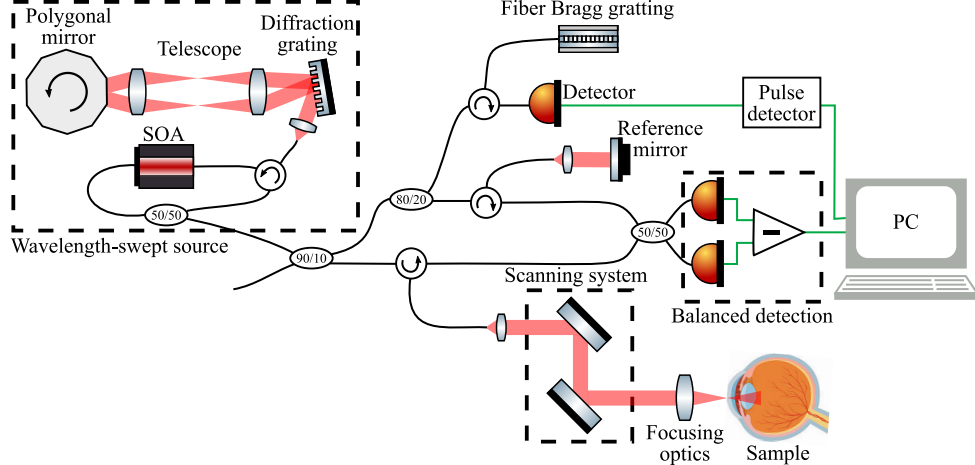 Polygonal
mirror
Telescope
Diffraction
grating
SOA
50/50
Wavelength-swept source
90/10
80/20
Fiber Bragg gratting
Detector
Pulse
detector
Reference
mirror
50/50
PC
Balanced detection
Scanning system
Focusing
optics
Sample